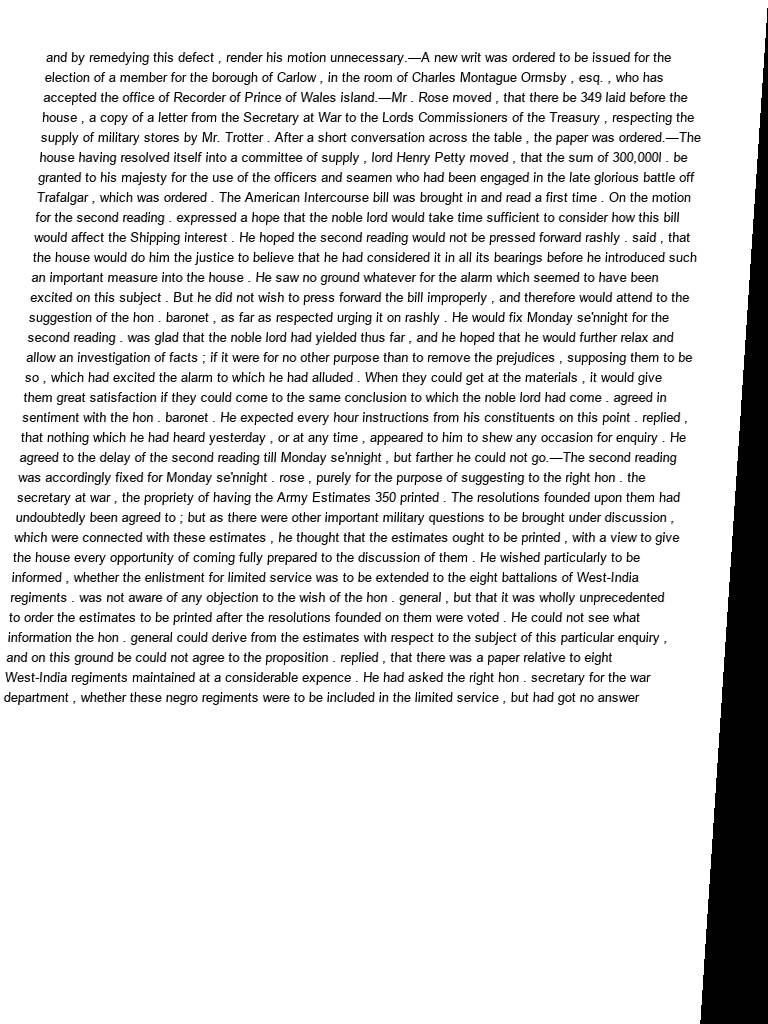 and by remedying this defect , render his motion unnecessary.—A new writ was ordered to be issued for the
election of a member for the borough of Carlow , in the room of Charles Montague Ormsby , esq. , who has
accepted the office of Recorder of Prince of Wales island.—Mr . Rose moved , that there be 349 laid before the
house , a copy of a letter from the Secretary at War to the Lords Commissioners of the Treasury , respecting the
supply of military stores by Mr. Trotter . After a short conversation across the table , the paper was ordered.—The
house having resolved itself into a committee of supply , lord Henry Petty moved , that the sum of 300,000l . be
granted to his majesty for the use of the officers and seamen who had been engaged in the late glorious battle off
Trafalgar , which was ordered . The American Intercourse bill was brought in and read a first time . On the motion
for the second reading . expressed a hope that the noble lord would take time sufficient to consider how this bill
would affect the Shipping interest . He hoped the second reading would not be pressed forward rashly . said , that
the house would do him the justice to believe that he had considered it in all its bearings before he introduced such
an important measure into the house . He saw no ground whatever for the alarm which seemed to have been
excited on this subject . But he did not wish to press forward the bill improperly , and therefore would attend to the
suggestion of the hon . baronet , as far as respected urging it on rashly . He would fix Monday se'nnight for the
second reading . was glad that the noble lord had yielded thus far , and he hoped that he would further relax and
allow an investigation of facts ; if it were for no other purpose than to remove the prejudices , supposing them to be
so , which had excited the alarm to which he had alluded . When they could get at the materials , it would give
them great satisfaction if they could come to the same conclusion to which the noble lord had come . agreed in
sentiment with the hon . baronet . He expected every hour instructions from his constituents on this point . replied ,
that nothing which he had heard yesterday , or at any time , appeared to him to shew any occasion for enquiry . He
agreed to the delay of the second reading till Monday se'nnight , but farther he could not go.—The second reading
was accordingly fixed for Monday se'nnight . rose , purely for the purpose of suggesting to the right hon . the
secretary at war , the propriety of having the Army Estimates 350 printed . The resolutions founded upon them had
undoubtedly been agreed to ; but as there were other important military questions to be brought under discussion ,
which were connected with these estimates , he thought that the estimates ought to be printed , with a view to give
the house every opportunity of coming fully prepared to the discussion of them . He wished particularly to be
informed , whether the enlistment for limited service was to be extended to the eight battalions of West-India
regiments . was not aware of any objection to the wish of the hon . general , but that it was wholly unprecedented
to order the estimates to be printed after the resolutions founded on them were voted . He could not see what
information the hon . general could derive from the estimates with respect to the subject of this particular enquiry ,
and on this ground be could not agree to the proposition . replied , that there was a paper relative to eight
West-India regiments maintained at a considerable expence . He had asked the right hon . secretary for the war
department , whether these negro regiments were to be included in the limited service , but had got no answer